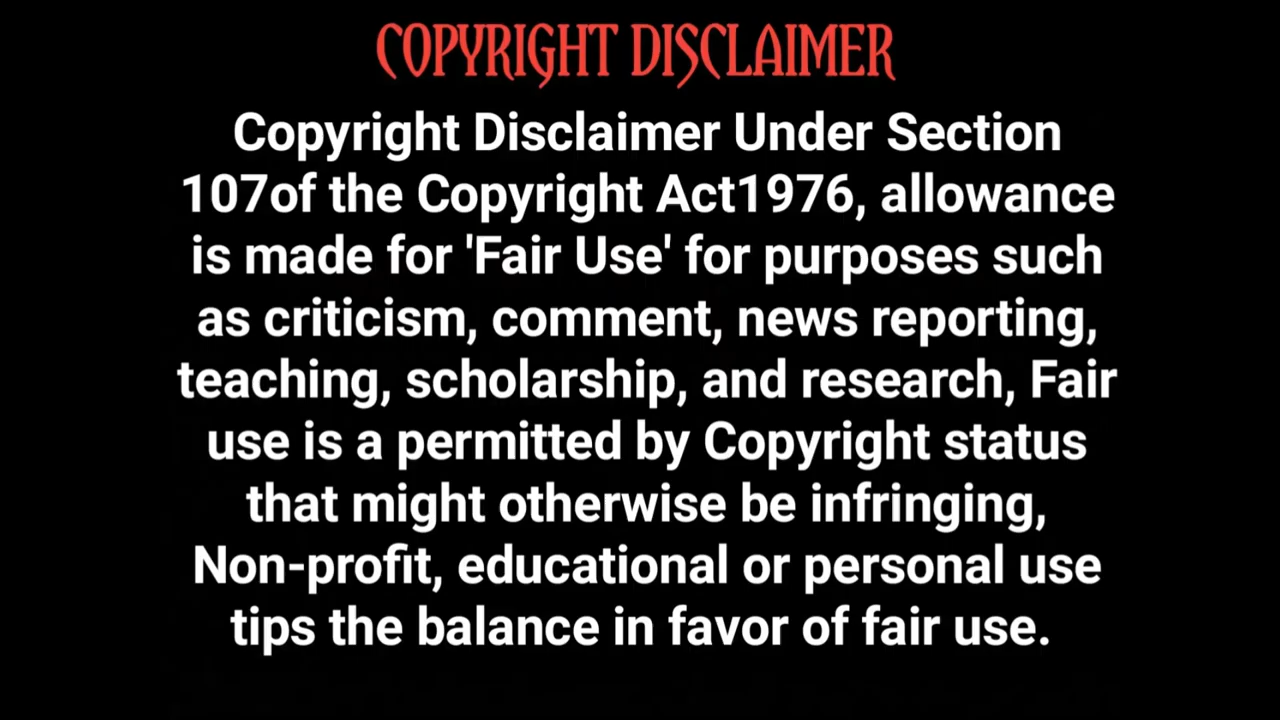 COPYRIGHT DISCLAIMER
Copyright Disclaimer Under Section
107of the Copyright Act1976, allowance
is made for 'Fair Use' for purposes such
as criticism, comment, news reporting,
teaching, scholarship, and research, Fair
use is a permitted by Copyright status
that might otherwise be infringing,
Non-profit, educational or personal use
tips the balance in favor of fair use.